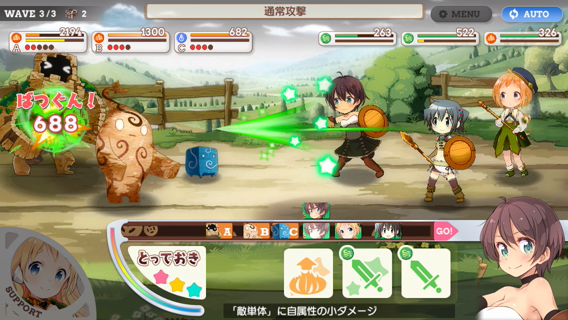 WAVE 3/3 2
通常攻撃
MENU
AUTO
2194
1300
682
263
522
326
A
B
C
ばつぐん!
688
A B C
GO!
とっておき
SUPPORT
「敵単体」に自属性の小ダメージ